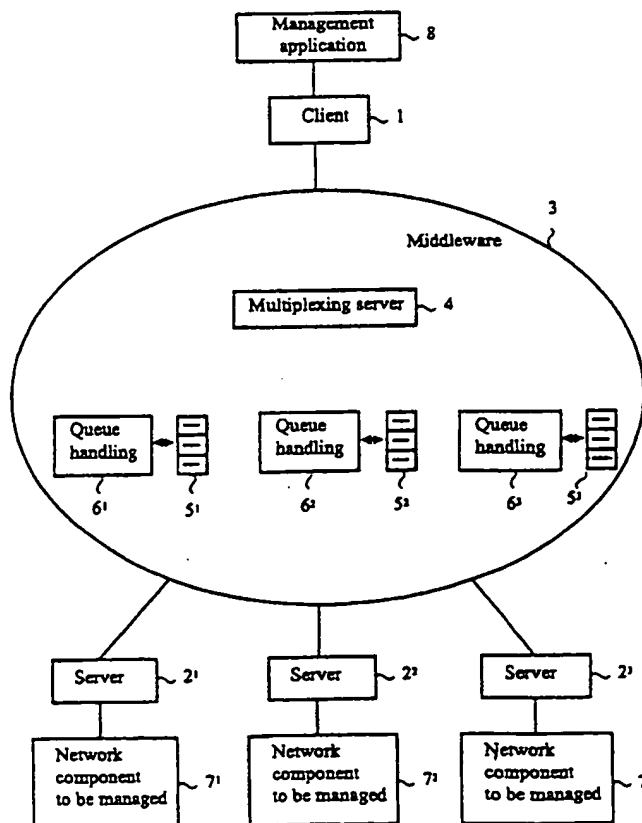 Management
application
8
Client
1
3
Middleware
Multiplexing server
4
Queue
handling
Queue
handling
Queue
handling
6¹
5¹
6²
5²
6³
5³
Server
2¹
Server
2²
Server
2³
Network
component
to be managed
7¹
Network
component
to be managed
7²
Network
component
to be managed
7